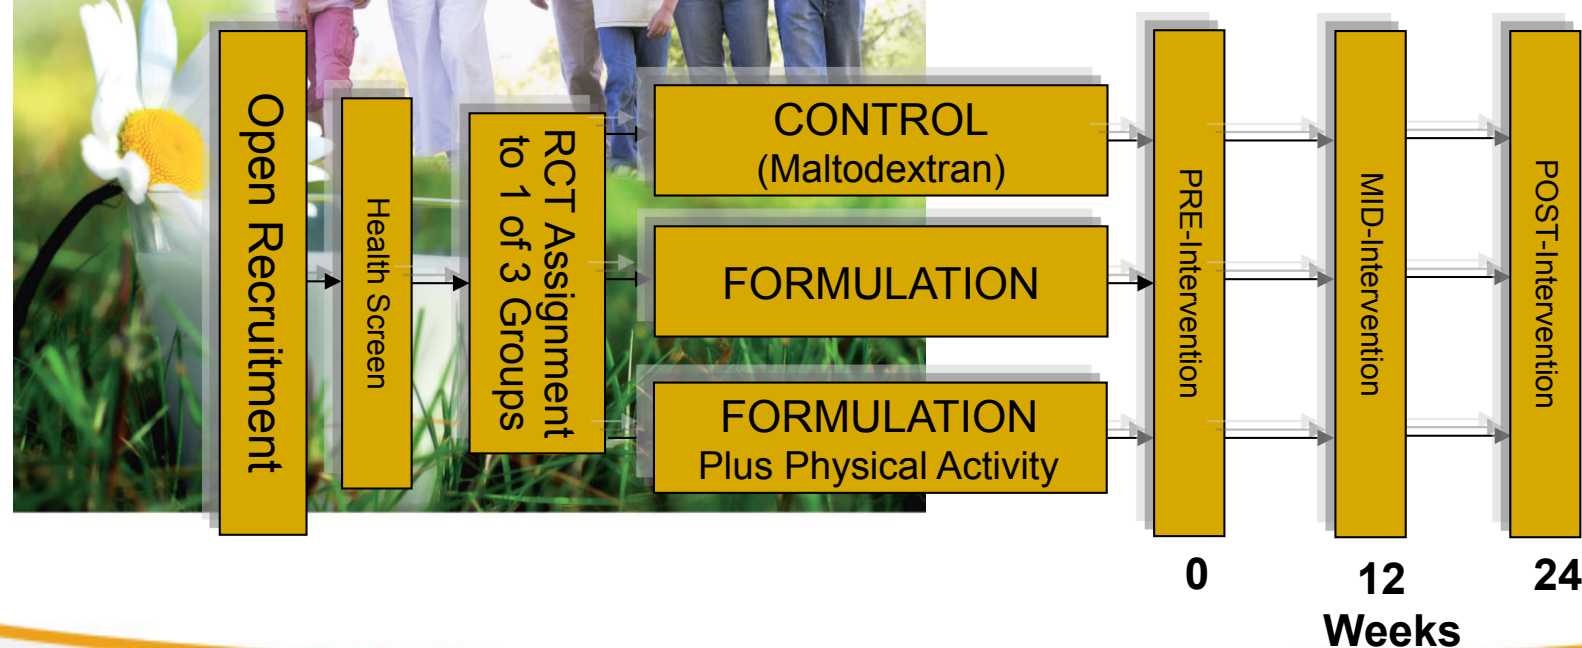 Open Recruitment
Health Screen
RCT Assignment
to 1 of 3 Groups
CONTROL
(Maltodextran)
FORMULATION
FORMULATION
Plus Physical Activity
PRE-Intervention
MID-Intervention
POST-Intervention
0
12
24
Weeks